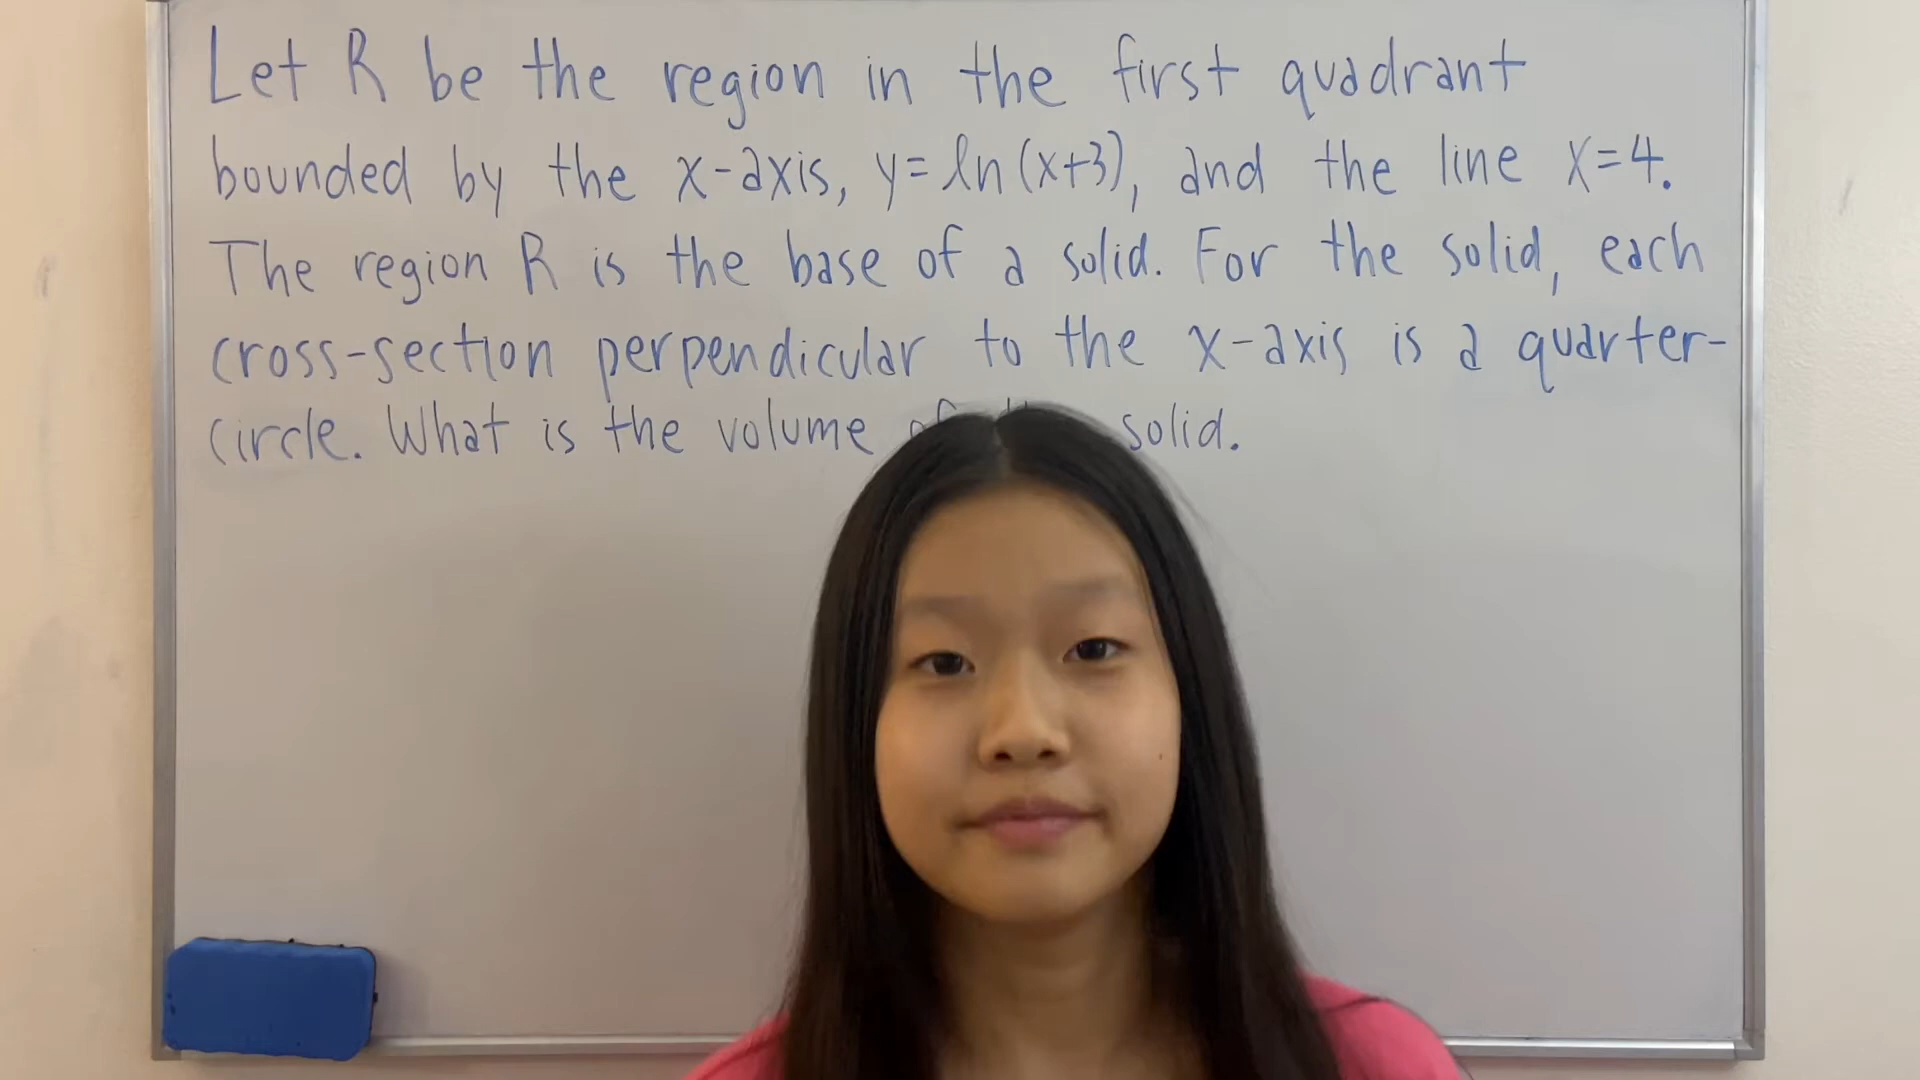 Let R be the region in the first quadrant
bounded by the x-axis, y=ln(x+3), and the line x=4.
The region R is the base of a solid. For the solid, each
cross-section perpendicular to the x-axis is a quarter-
circle. What is the volume solid.